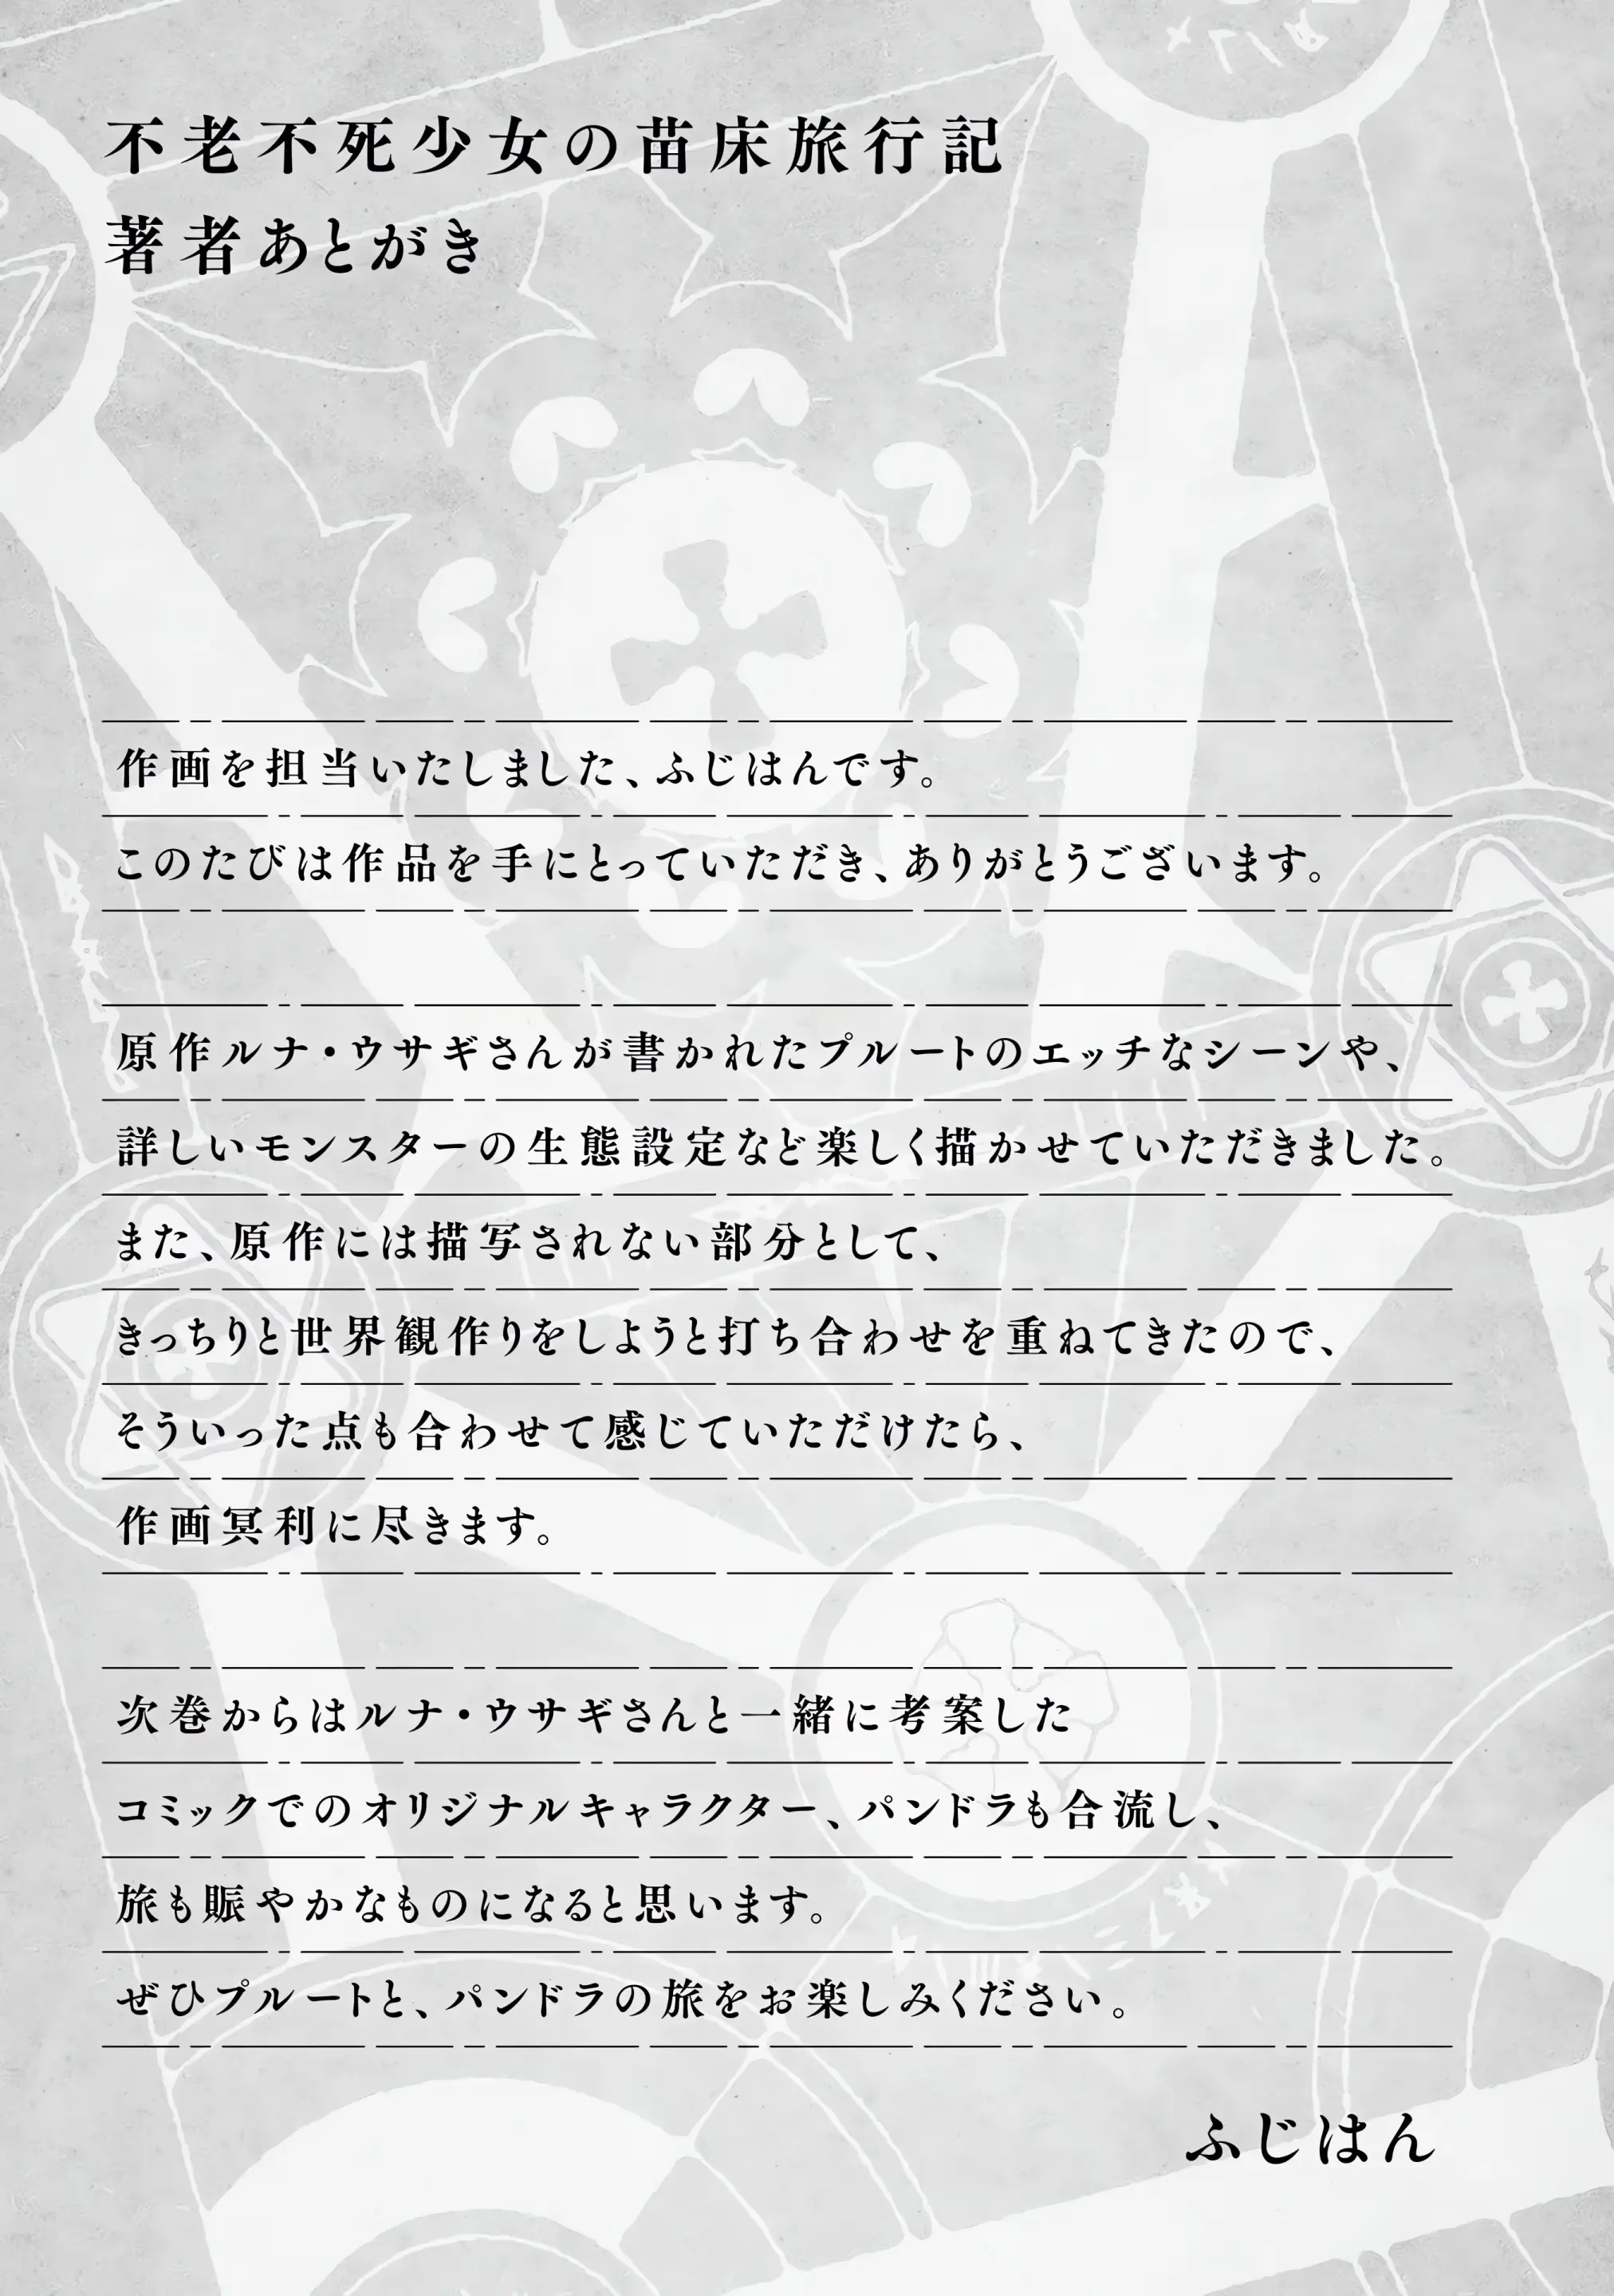 不老不死少女の苗床旅行記
著者あとがき
作画を担当いたしました、ふじはんです。
このたびは作品を手にとっていただき、ありがとうございます。
原作ルナ・ウサギさんが書かれたプルートのエッチなシーンや、
詳しいモンスターの生態設定など楽しく描かせていただきました。
また、原作には描写されない部分として、
きっちりと世界観作りをしようと打ち合わせを重ねてきたので、
そういった点も合わせて感じていただけたら、
作画冥利に尽きます。
次巻からはルナ・ウサギさんと一緒に考案した
コミックでのオリジナルキャラクター、パンドラも合流し、
旅も賑やかなものになると思います。
ぜひプルートと、パンドラの旅をお楽しみください。
ふじはん